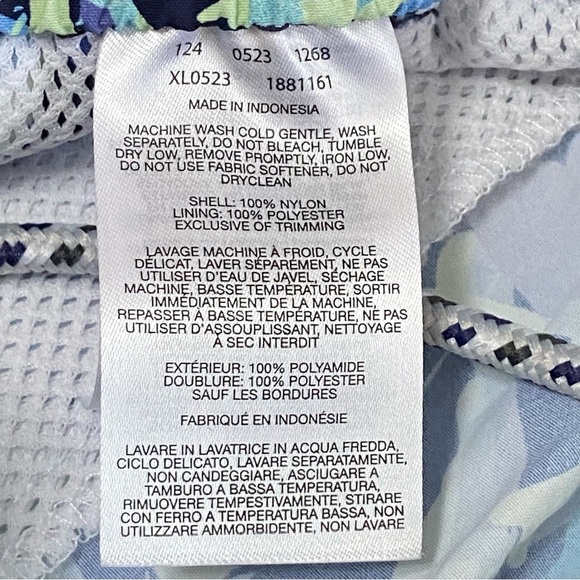 124 0523 1268
XL0523 1881161
MADE IN INDONESIA
MACHINE WASH COLD GENTLE, WASH
SEPARATELY, DO NOT BLEACH, TUMBLE
DRY LOW, REMOVE PROMPTLY, IRON LOW,
DO NOT USE FABRIC SOFTENER, DO NOT
DRYCLEAN
SHELL: 100% NYLON
LINING: 100% POLYESTER
EXCLUSIVE OF TRIMMING
LAVAGE MACHINE À FROID, CYCLE
DÉLICAT, LAVER SÉPARÉMENT, NE PAS
UTILISER D'EAU DE JAVEL, SÉCHAGE
MACHINE, BASSE TEMPÉRATURE, SORTIR
IMMÉDIATEMENT DE LA MACHINE,
REPASSER À BASSE TEMPÉRATURE, NE PAS
UTILISER D'ASSOUPLISSANT, NETTOYAGE
À SEC INTERDIT
EXTÉRIEUR: 100% POLYAMIDE
DOUBLURE: 100% POLYESTER
SAUF LES BORDURES
FABRIQUÉ EN INDONÉSIE
LAVARE IN LAVATRICE IN ACQUA FREDDA,
CICLO DELICATO, LAVARE SEPARATAMENTE,
NON CANDEGGIARE, ASCIUGARE A
TAMBURO A BASSA TEMPERATURA,
RIMUOVERE TEMPESTIVAMENTE, STIRARE
CON FERRO A TEMPERATURA BASSA, NON
UTILIZZARE AMMORBIDENTE, NON LAVARE